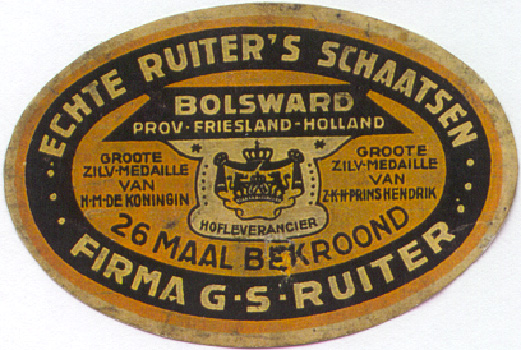 ECHTE RUITER'S SCHAATSEN
BOLSWARD
PROV·FRIESLAND-HOLLAND
GROOTE
ZILV·MEDAILLE
VAN
H·M·DE KONINGIN
GROOTE
ZILV·MEDAILLE
VAN
Z·K·H·PRINS HENDRIK
HOFLEVERANCIER
26 MAAL BEKROOND
FIRMA G·S·RUITER